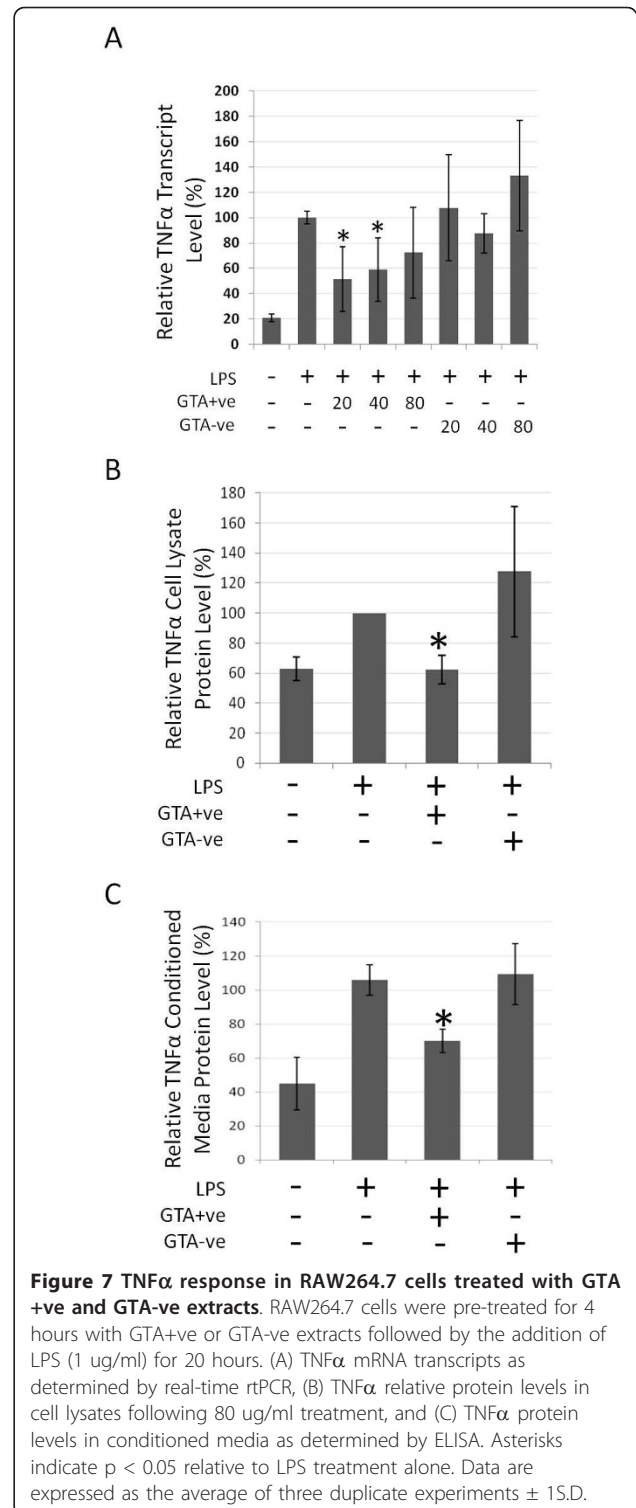 A
Relative TNFα Transcript
Level (%)
200
180
160
140
120
100
80
60
40
20
0
* *
LPS - + + + + + + +
GTA+ve - - 20 40 80 - - -
GTA-ve - - - - - 20 40 80
B
Relative TNFα Cell Lysate
Protein Level (%)
180
160
140
120
100
80
60
40
20
0
*
LPS - + + +
GTA+ve - - + -
GTA-ve - - - +
C
Relative TNFα Conditioned
Media Protein Level (%)
140
120
100
80
60
40
20
0
*
LPS - + + +
GTA+ve - - + -
GTA-ve - - - +
Figure 7 TNFα response in RAW264.7 cells treated with GTA
+ve and GTA-ve extracts. RAW264.7 cells were pre-treated for 4
hours with GTA+ve or GTA-ve extracts followed by the addition of
LPS (1 ug/ml) for 20 hours. (A) TNFα mRNA transcripts as
determined by real-time rtPCR, (B) TNFα relative protein levels in
cell lysates following 80 ug/ml treatment, and (C) TNFα protein
levels in conditioned media as determined by ELISA. Asterisks
indicate p < 0.05 relative to LPS treatment alone. Data are
expressed as the average of three duplicate experiments ± 1S.D.